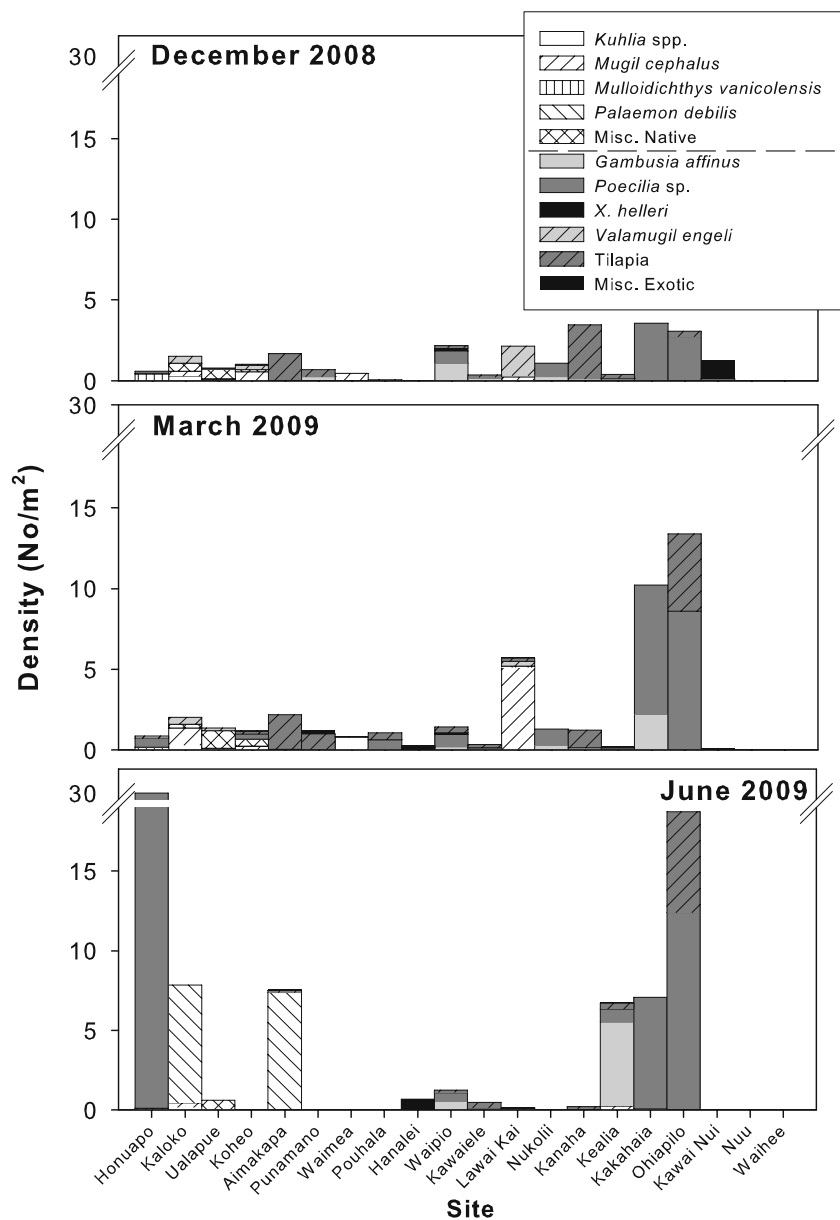 December 2008
Kuhlia spp.
Mugil cephalus
Mulloidichthys vanicolensis
Palaemon debilis
Misc. Native
Gambusia affinus
Poecilia sp.
X. helleri
Valamugil engeli
Tilapia
Misc. Exotic
30
15
10
5
0
March 2009
30
15
10
5
0
Density (No/m²)
June 2009
30
15
10
5
0
Honuapo
Kaloko
Ualapue
Koheo
Aimakapa
Punamano
Waimea
Pouhala
Hanalei
Waipio
Kawaiele
Lawai Kai
Nukolii
Kanaha
Kealia
Kakahaia
Ohiapilo
Kawai Nui
Nuu
Waihee
Site